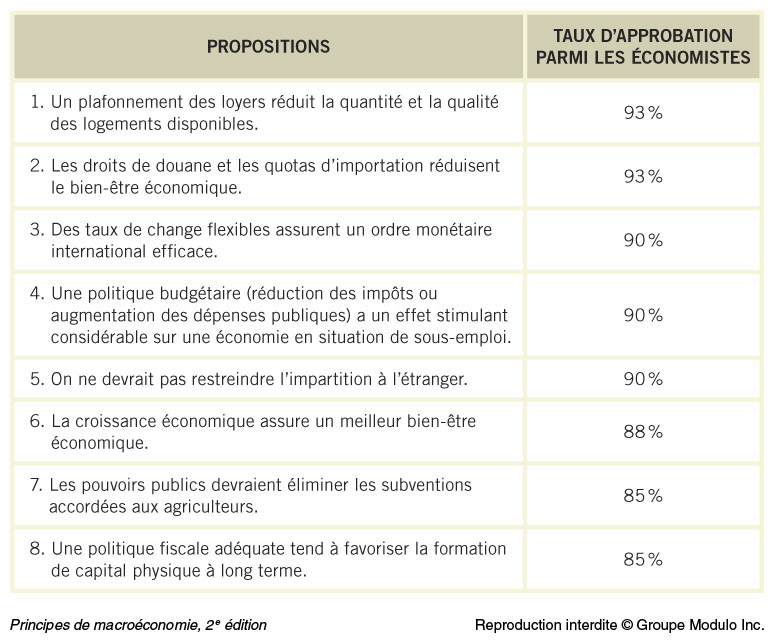 PROPOSITIONS
TAUX D’APPROBATION
PARMI LES ÉCONOMISTES
1. Un plafonnement des loyers réduit la quantité et la qualité
des logements disponibles.
93 %
2. Les droits de douane et les quotas d’importation réduisent
le bien-être économique.
93 %
3. Des taux de change flexibles assurent un ordre monétaire
international efficace.
90 %
4. Une politique budgétaire (réduction des impôts ou
augmentation des dépenses publiques) a un effet stimulant
considérable sur une économie en situation de sous-emploi.
90 %
5. On ne devrait pas restreindre l’impartition à l’étranger.
90 %
6. La croissance économique assure un meilleur bien-être
économique.
88 %
7. Les pouvoirs publics devraient éliminer les subventions
accordées aux agriculteurs.
85 %
8. Une politique fiscale adéquate tend à favoriser la formation
de capital physique à long terme.
85 %
Principes de macroéconomie, 2e édition
Reproduction interdite © Groupe Modulo Inc.